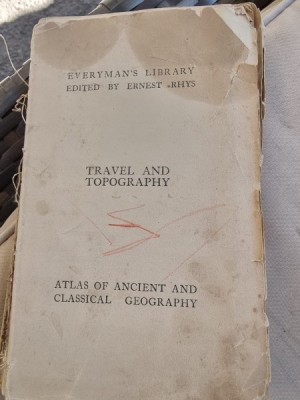 EVERYMAN'S LIBRARY
EDITED BY ERNEST RHYS
TRAVEL AND
TOPOGRAPHY
ATLAS OF ANCIENT AND
CLASSICAL GEOGRAPHY